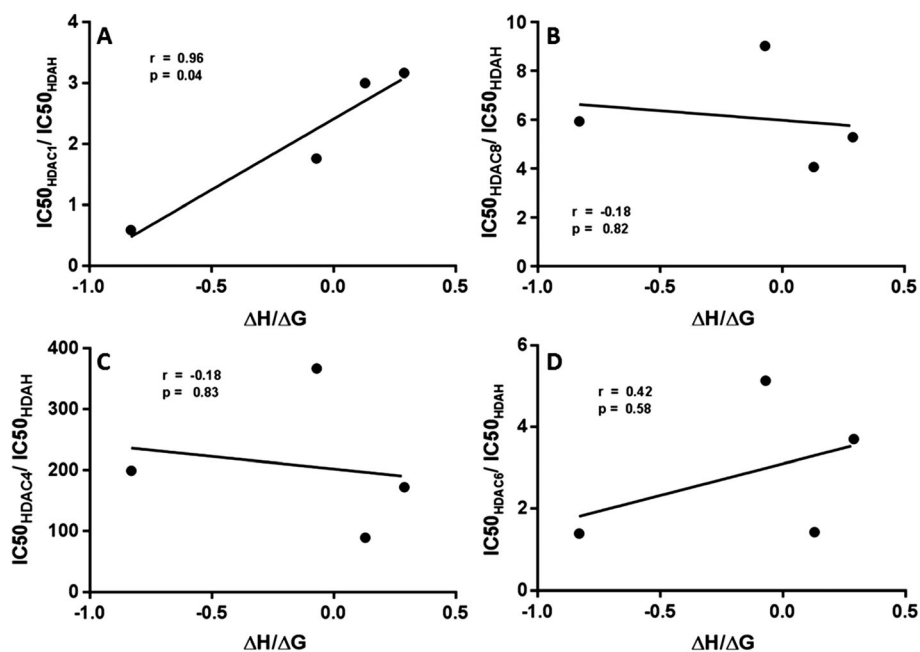 A
r = 0.96
p = 0.04
IC50HDAC1/ IC50HDAH
4
3
2
1
0
-1.0 -0.5 0.0 0.5
ΔH/ΔG
B
r = -0.18
p = 0.82
IC50HDAC8/ IC50HDAH
10
8
6
4
2
0
-1.0 -0.5 0.0 0.5
ΔH/ΔG
C
r = -0.18
p = 0.83
IC50HDAC4/ IC50HDAH
400
300
200
100
0
-1.0 -0.5 0.0 0.5
ΔH/ΔG
D
r = 0.42
p = 0.58
IC50HDAC6/ IC50HDAH
6
4
2
0
-1.0 -0.5 0.0 0.5
ΔH/ΔG